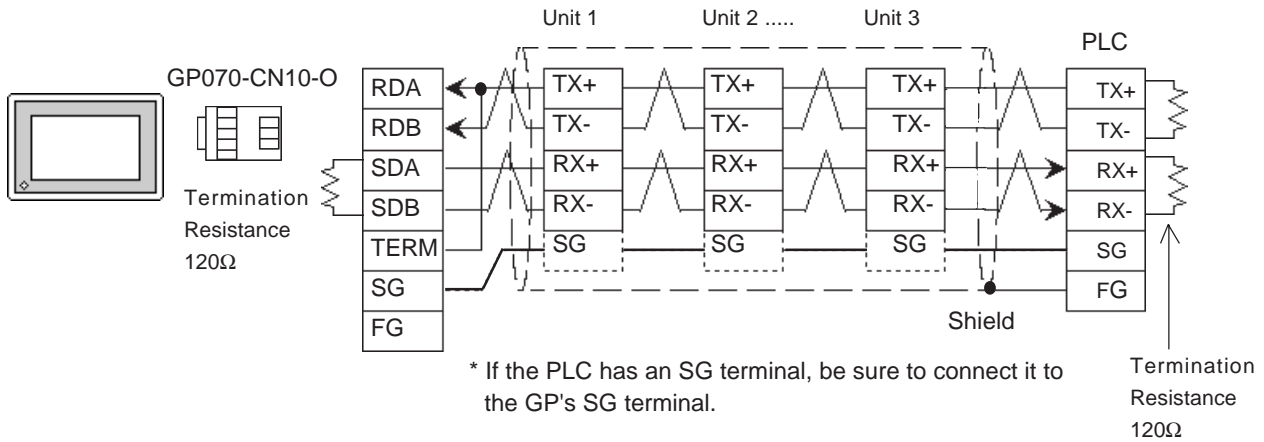 Unit 1 Unit 2 ..... Unit 3
PLC
GP070-CN10-O
RDA TX+ TX+ TX+ TX+
RDB TX- TX- TX- TX-
SDA RX+ RX+ RX+ RX+
SDB RX- RX- RX- RX-
TERM SG SG SG SG
SG FG
FG
Termination
Resistance
120Ω
Shield
* If the PLC has an SG terminal, be sure to connect it to
the GP's SG terminal.
Termination
Resistance
120Ω